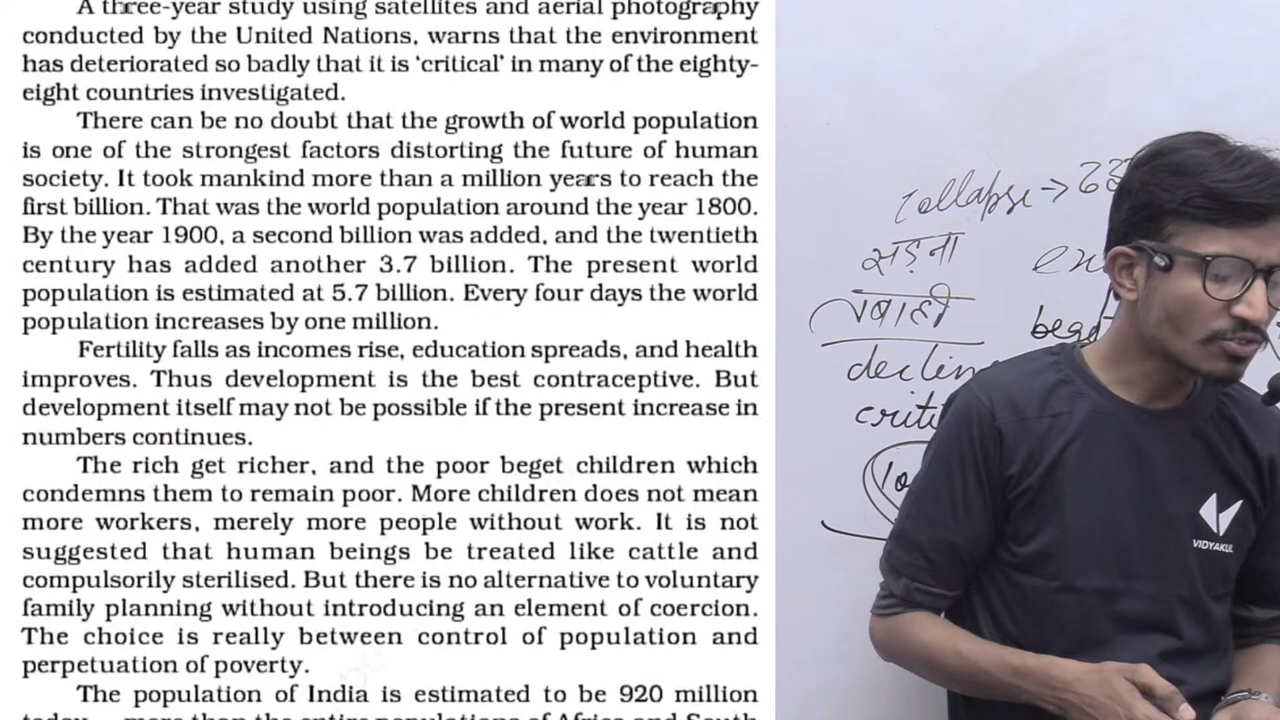 A three-year study using satellites and aerial photography
conducted by the United Nations, warns that the environment
has deteriorated so badly that it is ‘critical’ in many of the eighty-
eight countries investigated.
There can be no doubt that the growth of world population
is one of the strongest factors distorting the future of human
society. It took mankind more than a million years to reach the
first billion. That was the world population around the year 1800.
By the year 1900, a second billion was added, and the twentieth
century has added another 3.7 billion. The present world
population is estimated at 5.7 billion. Every four days the world
population increases by one million.
Fertility falls as incomes rise, education spreads, and health
improves. Thus development is the best contraceptive. But
development itself may not be possible if the present increase in
numbers continues.
The rich get richer, and the poor beget children which
condemns them to remain poor. More children does not mean
more workers, merely more people without work. It is not
suggested that human beings be treated like cattle and
compulsorily sterilised. But there is no alternative to voluntary
family planning without introducing an element of coercion.
The choice is really between control of population and
perpetuation of poverty.
The population of India is estimated to be 920 million
today — more than the entire populations of Africa and South
collapse →
सड़ना
तबाही
VIDYAKUL